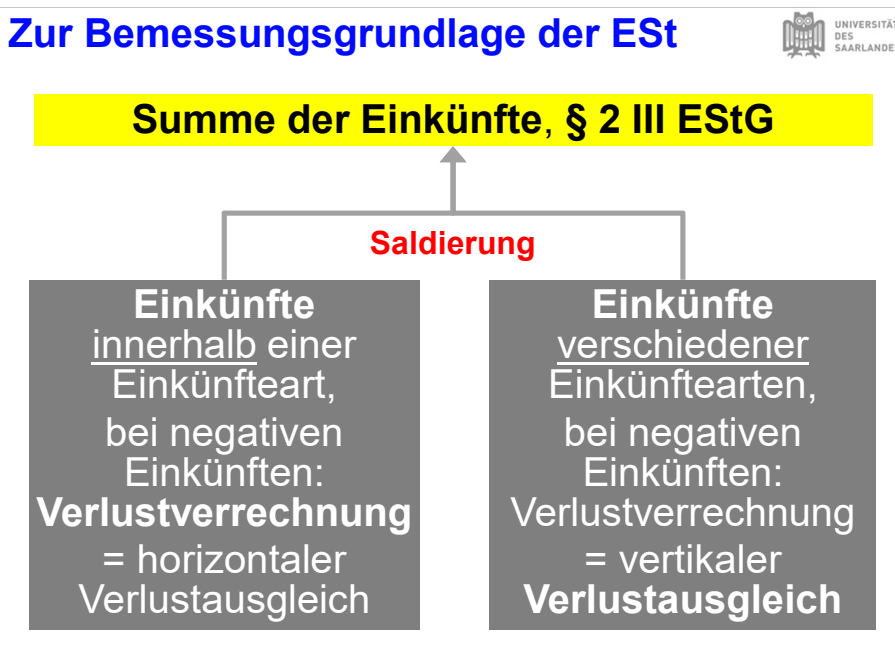 Zur Bemessungsgrundlage der ESt
UNIVERSITÄT
DES
SAARLANDES
Summe der Einkünfte, § 2 III EStG
Saldierung
Einkünfte
innerhalb einer
Einkünfteart,
bei negativen
Einkünften:
Verlustverrechnung
= horizontaler
Verlustausgleich
Einkünfte
verschiedener
Einkünftearten,
bei negativen
Einkünften:
Verlustverrechnung
= vertikaler
Verlustausgleich